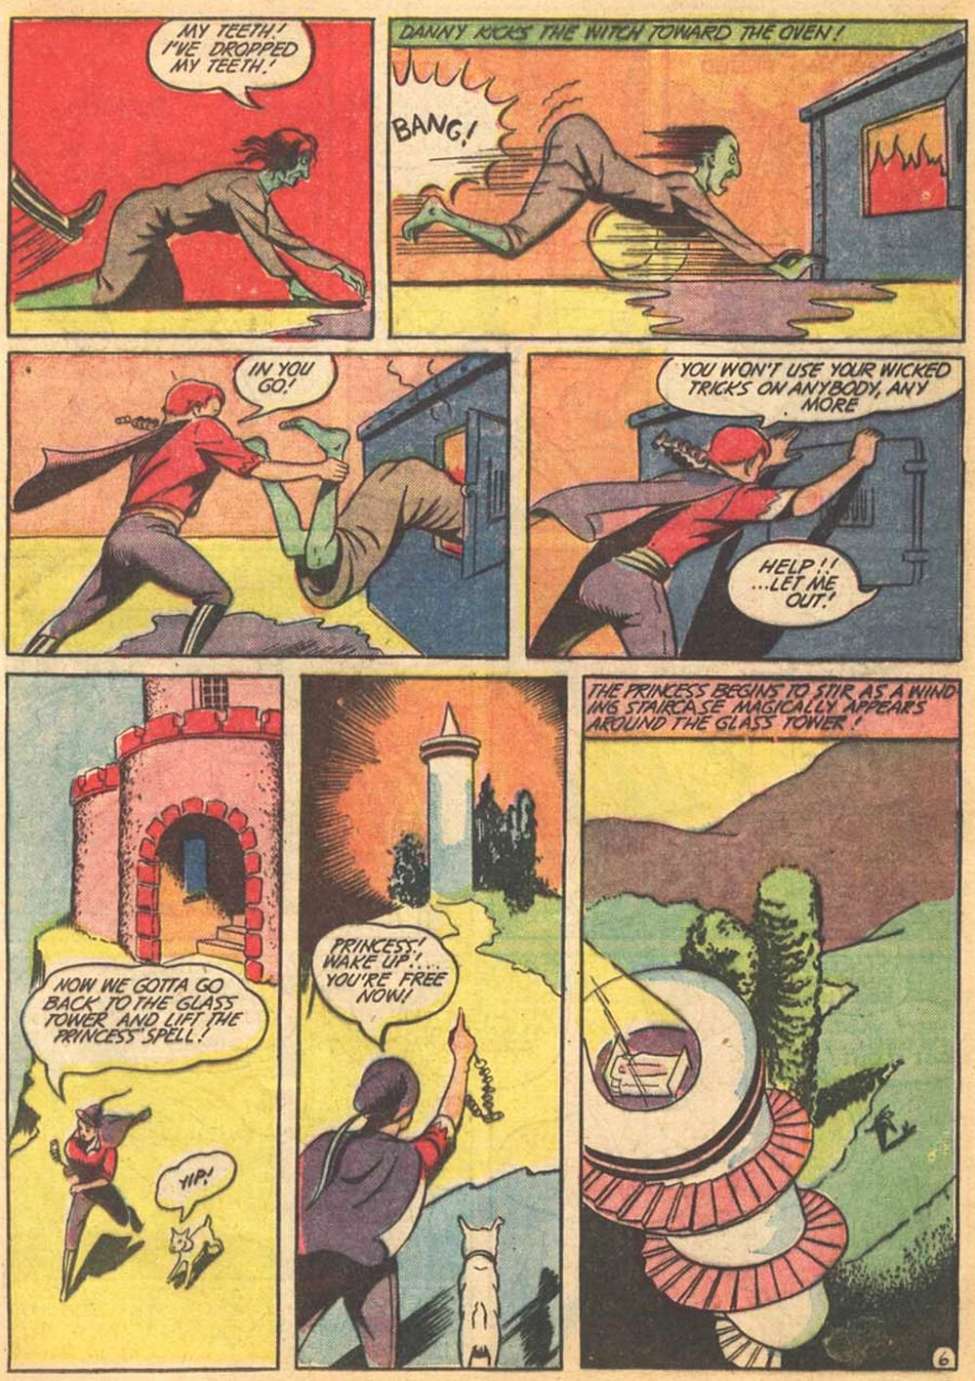 MY TEETH!
I'VE DROPPED
MY TEETH!
DANNY KICKS THE WITCH TOWARD THE OVEN!
BANG!
IN YOU
GO!
YOU WON'T USE YOUR WICKED
TRICKS ON ANYBODY, ANY
MORE
HELP!!
...LET ME
OUT!
NOW WE GOTTA GO
BACK TO THE GLASS
TOWER AND LIFT THE
PRINCESS' SPELL!
YIP!
PRINCESS!
WAKE UP!...
YOU'RE FREE
NOW!
THE PRINCESS BEGINS TO STIR AS A WIND-
ING STAIRCASE MAGICALLY APPEARS
AROUND THE GLASS TOWER!
6